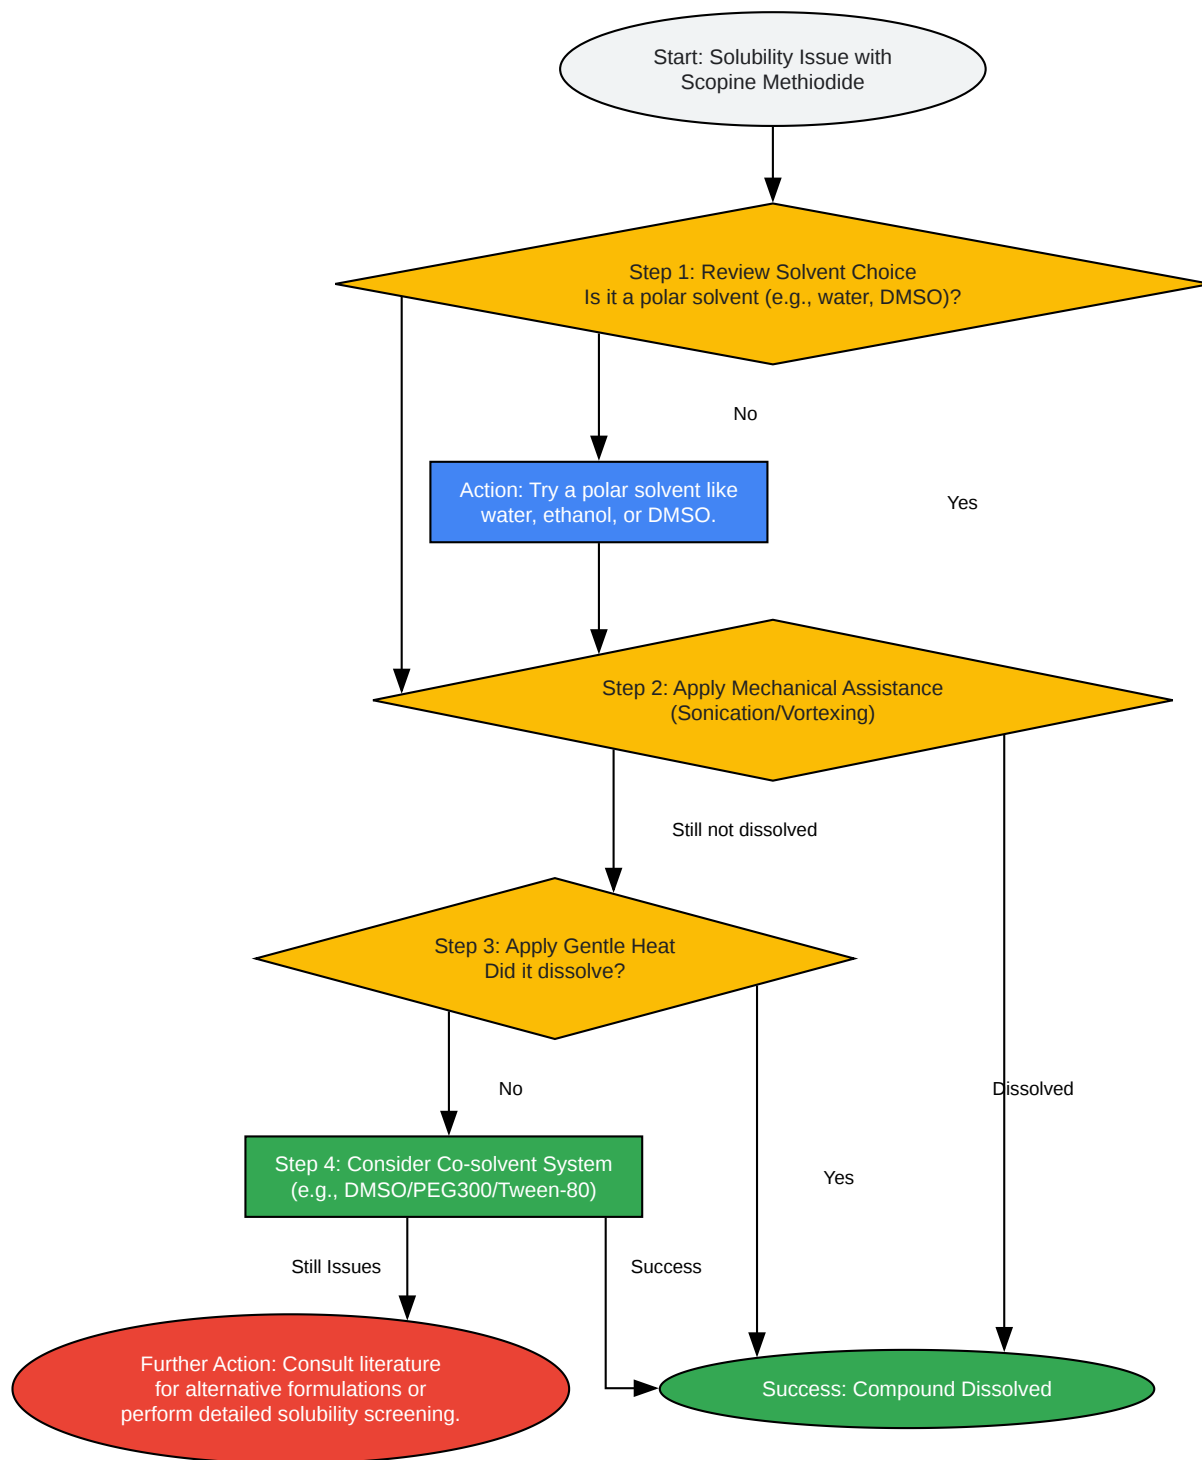 Start: Solubility Issue with
Scopine Methiodide
Step 1: Review Solvent Choice
Is it a polar solvent (e.g., water, DMSO)?
No
Action: Try a polar solvent like
water, ethanol, or DMSO.
Yes
Step 2: Apply Mechanical Assistance
(Sonication/Vortexing)
Still not dissolved
Step 3: Apply Gentle Heat
Did it dissolve?
No
Dissolved
Step 4: Consider Co-solvent System
(e.g., DMSO/PEG300/Tween-80)
Yes
Still Issues
Success
Further Action: Consult literature
for alternative formulations or
perform detailed solubility screening.
Success: Compound Dissolved